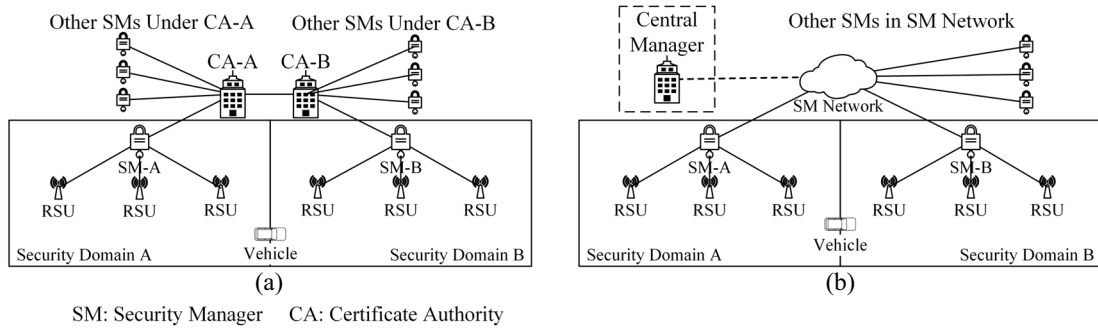 Other SMs Under CA-A
Other SMs Under CA-B
CA-A
CA-B
SM-A
SM-B
RSU
RSU
RSU
RSU
RSU
RSU
Vehicle
Security Domain A
Security Domain B
(a)
Central
Manager
Other SMs in SM Network
SM Network
SM-A
SM-B
RSU
RSU
RSU
RSU
RSU
RSU
Vehicle
Security Domain A
Security Domain B
(b)
SM: Security Manager CA: Certificate Authority